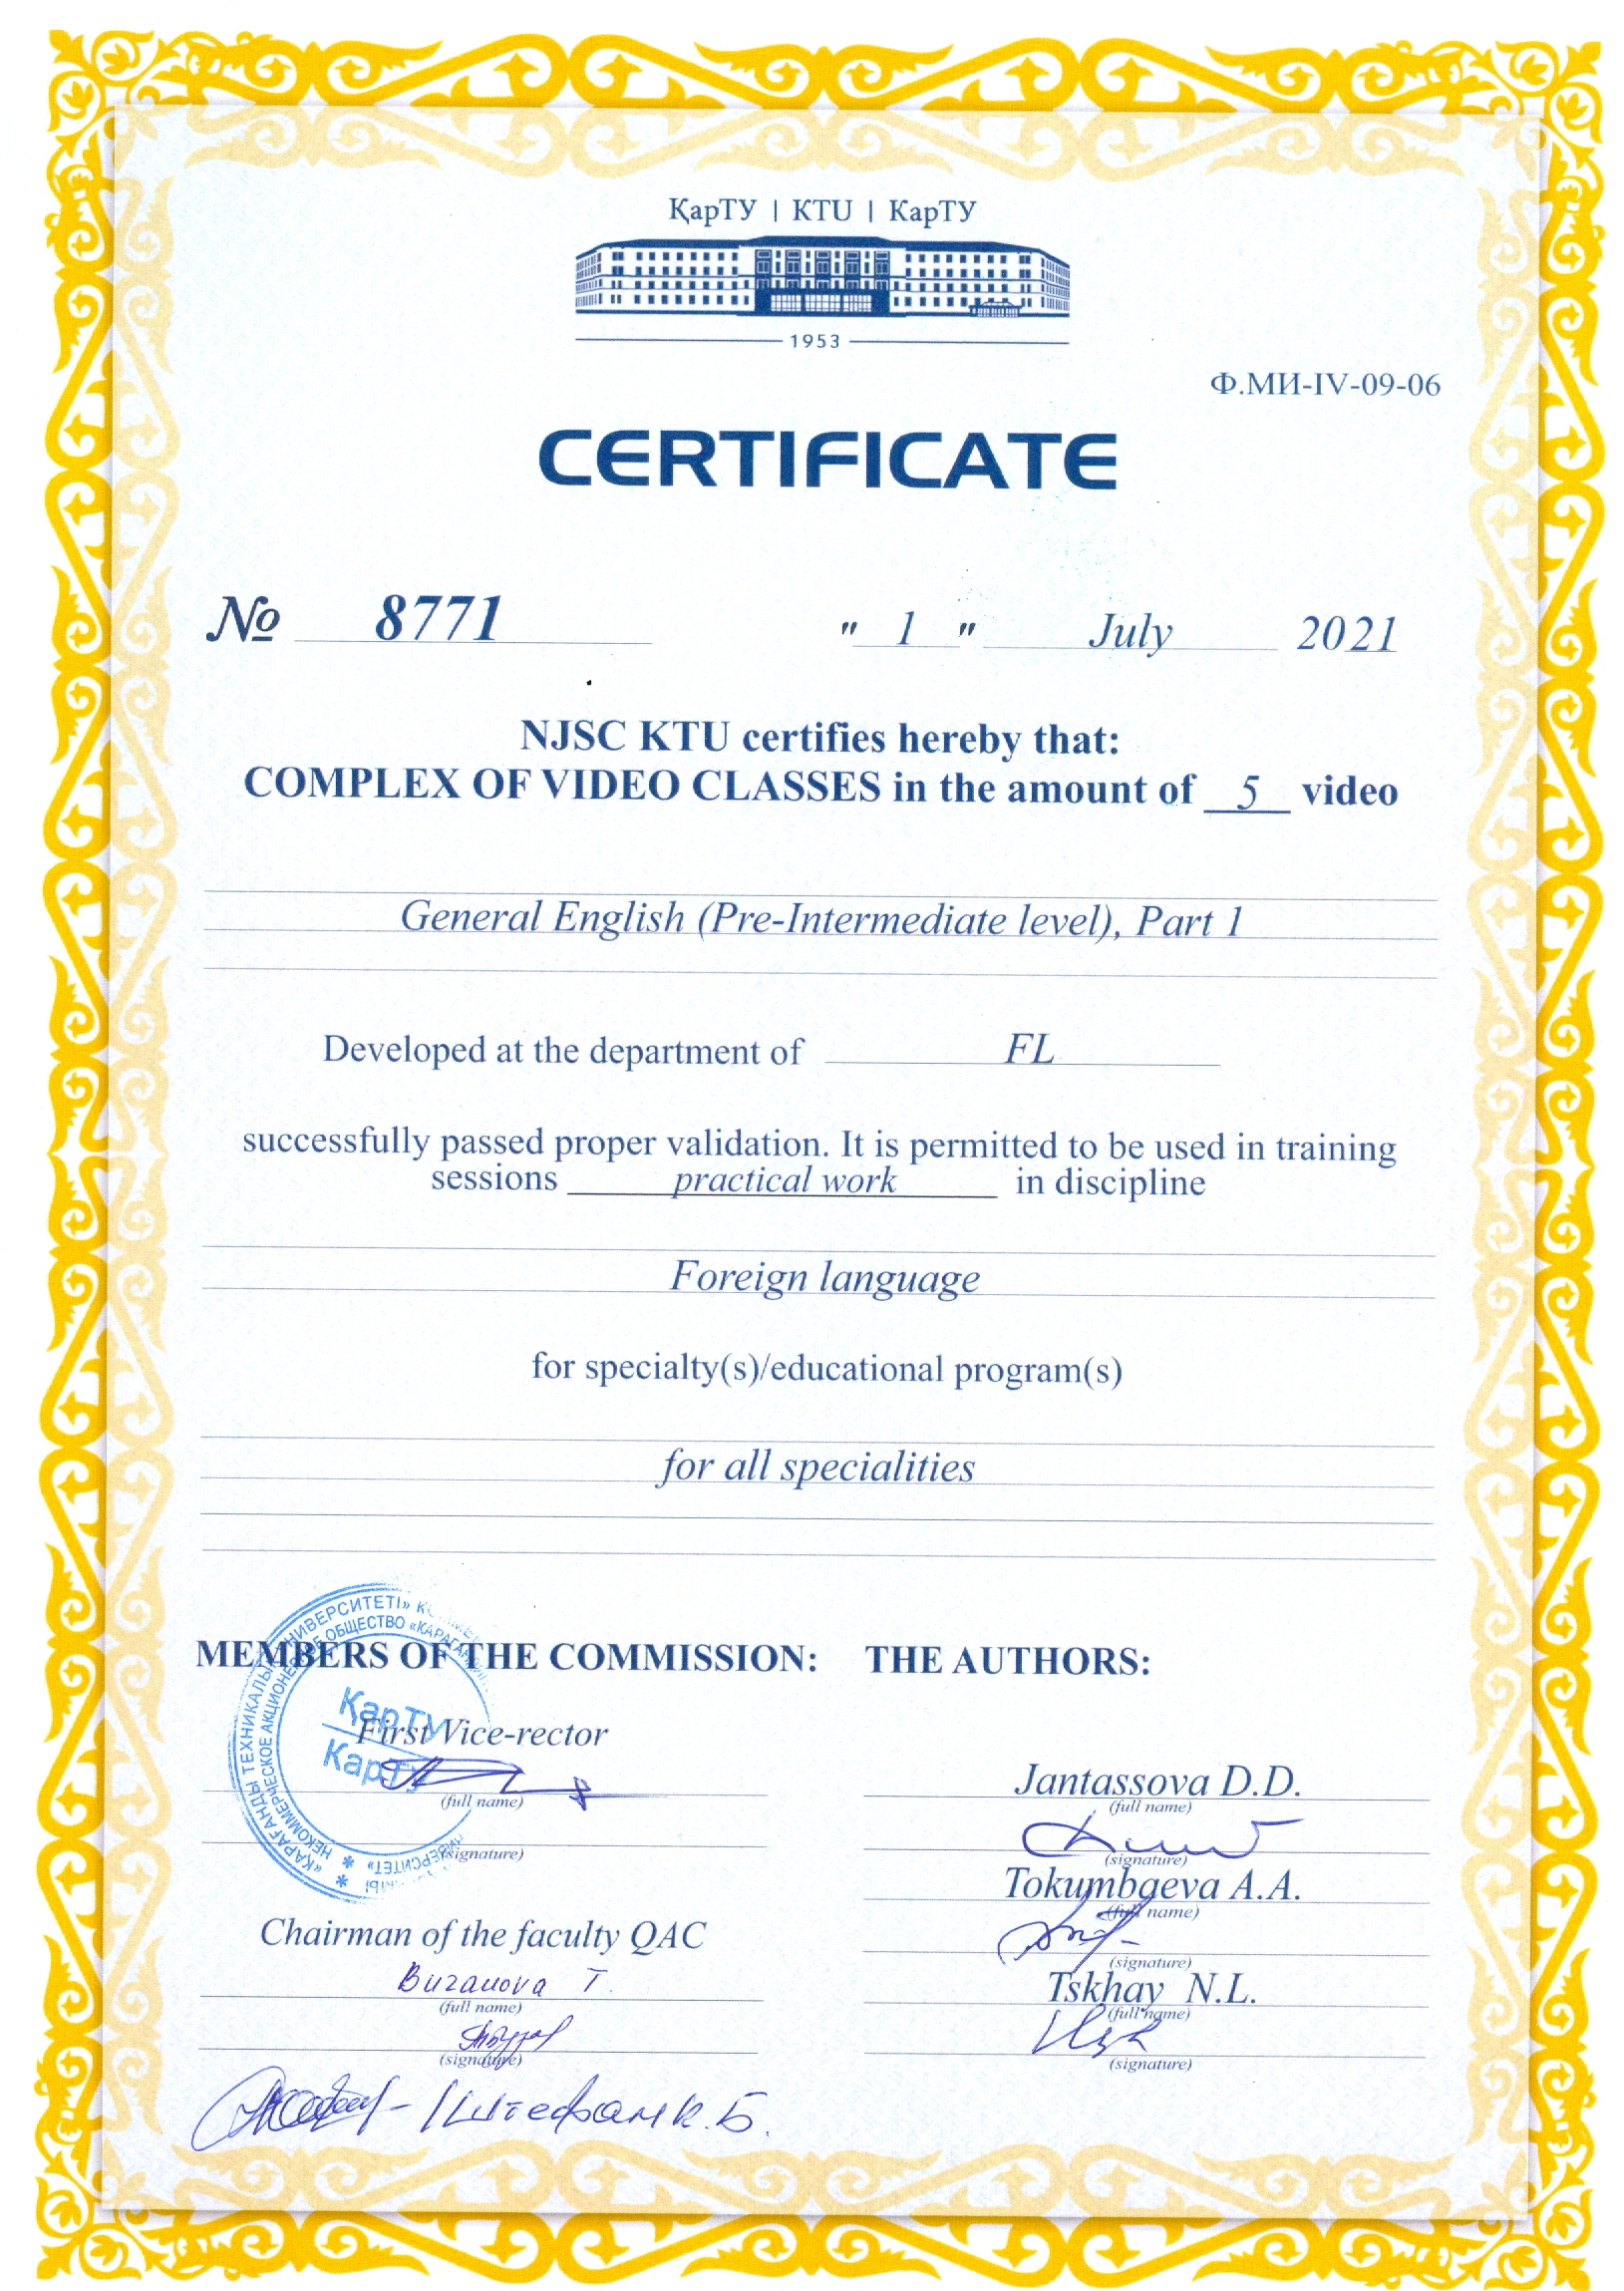 ҚарТУ | KTU | КарТУ
1953
Ф.МИ-IV-09-06
CERTIFICATE
№ 8771 " 1 " July 2021
NJSC KTU certifies hereby that:
COMPLEX OF VIDEO CLASSES in the amount of 5 video
General English (Pre-Intermediate level), Part 1
Developed at the department of FL
successfully passed proper validation. It is permitted to be used in training
sessions practical work in discipline
Foreign language
for specialty(s)/educational program(s)
for all specialities
MEMBERS OF THE COMMISSION:
ҚарТУ
КарТУ
First Vice-rector
(full name)
(signature)
Chairman of the faculty QAC
Buzauova T.
(full name)
(signature)
THE AUTHORS:
Jantassova D.D.
(full name)
(signature)
Tokumbaeva A.A.
(full name)
(signature)
Tskhay N.L.
(full name)
(signature)